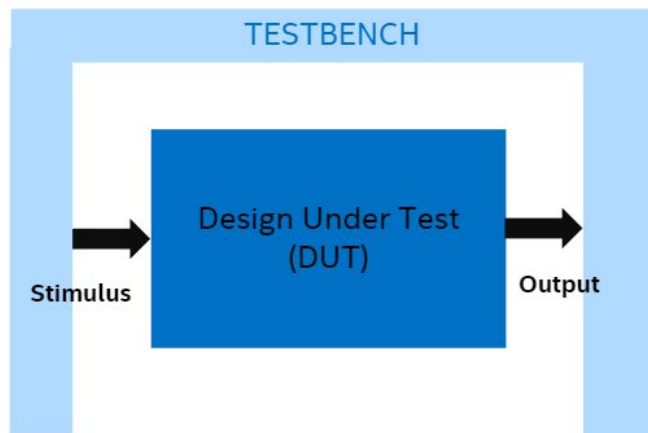 TESTBENCH
Design Under Test
(DUT)
Stimulus
Output